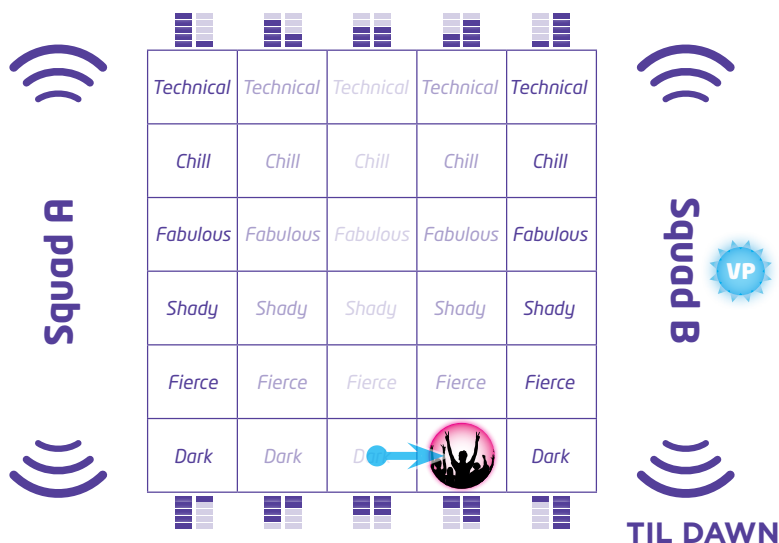 Technical Technical Technical Technical Technical
Chill Chill Chill Chill Chill
Squad A
Squad B
Fabulous Fabulous Fabulous Fabulous Fabulous
VP
Shady Shady Shady Shady Shady
Fierce Fierce Fierce Fierce Fierce
Dark Dark Dark Dark
TIL DAWN